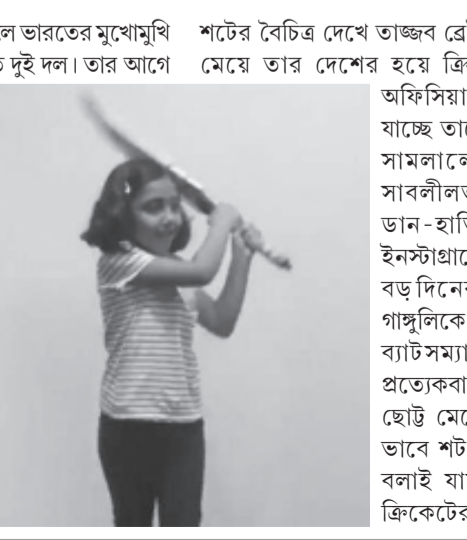 ভারতের মুখোমুখি
দুই দল। তার আগে
শটের বৈচিত্র দেখে তাজ্জব
মেয়ে তার দেশের হয়ে
অফিসিয়া
যাচ্ছে
সামলালে
সাবলীল
ডান-হাতি
ইনস্টাগ্রামে
বড় দিনের
গাঙ্গুলিকে
ব্যাটসম্যা
প্রত্যেকবা
ছোট্ট মেয়ে
ভাবে শট
বলাই যা
ক্রিকেটের